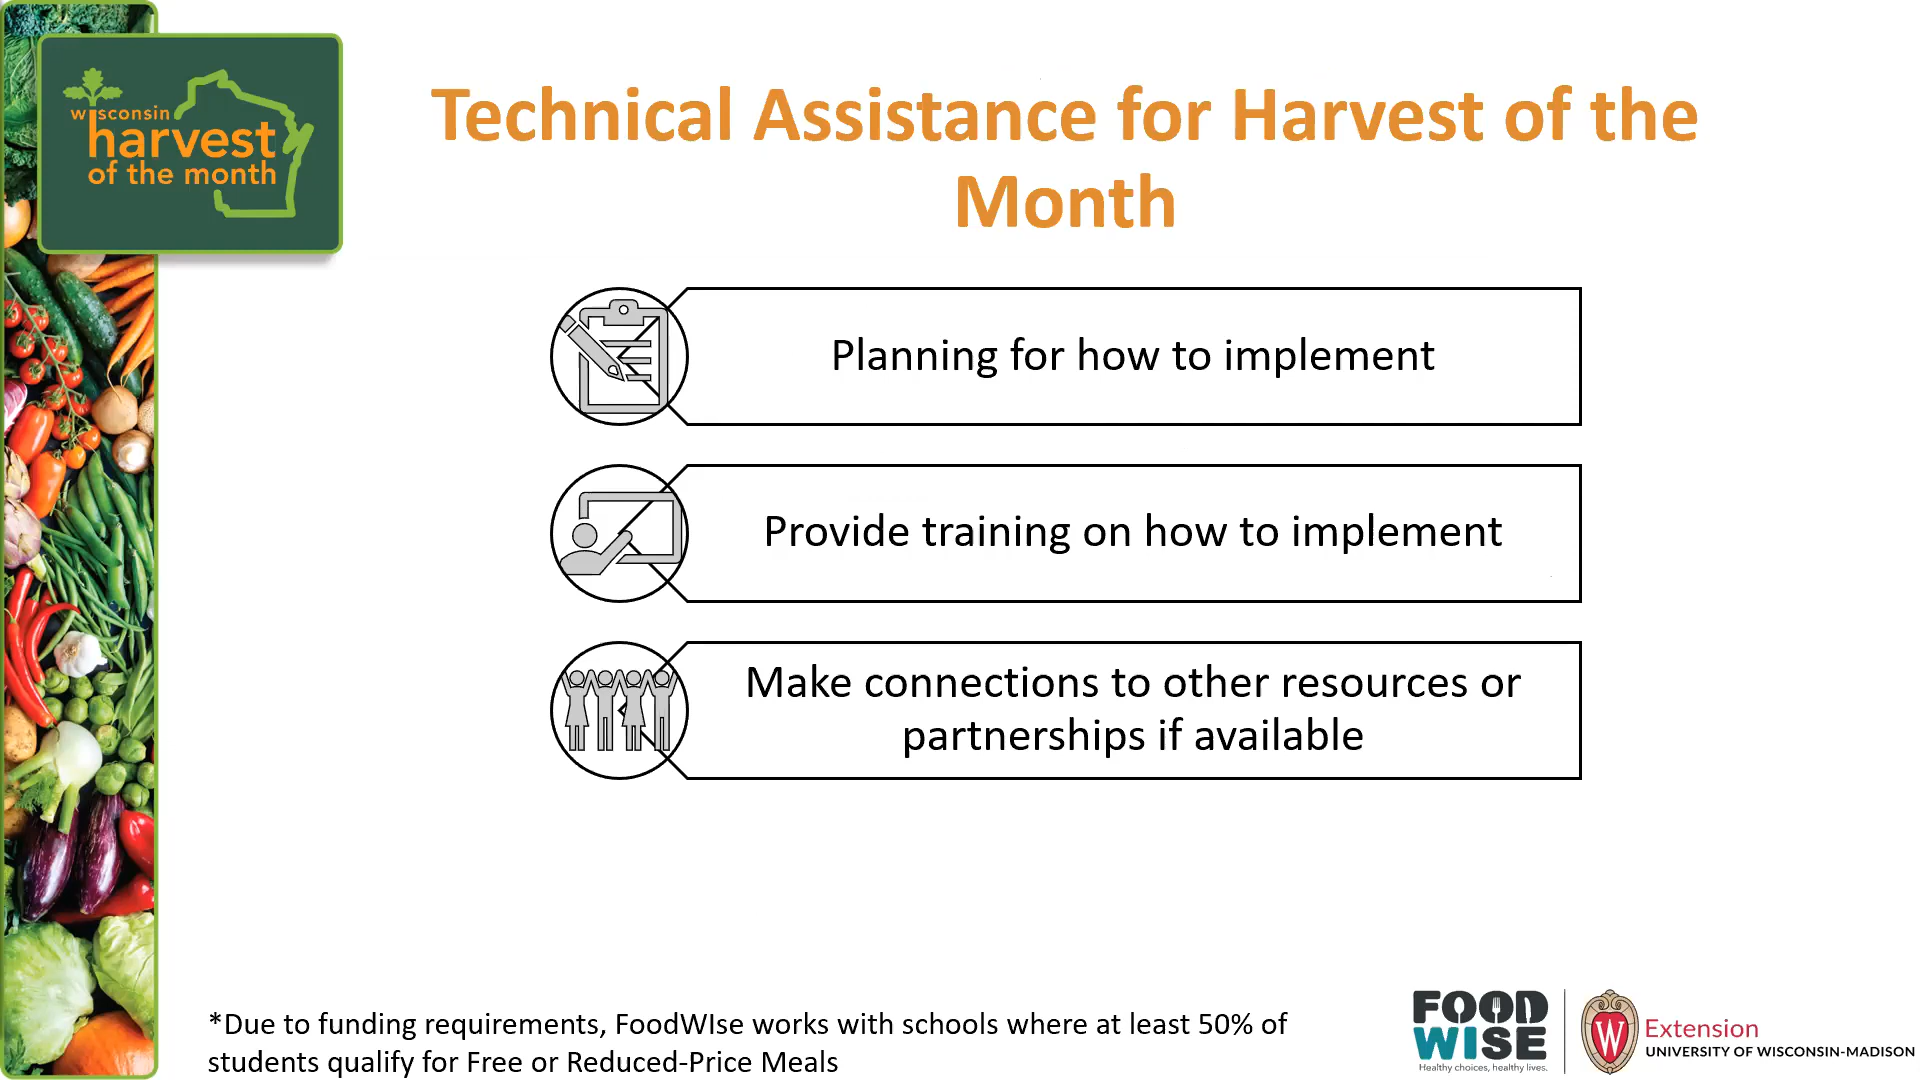 wisconsin
harvest
of the month
Technical Assistance for Harvest of the
Month
Planning for how to implement
Provide training on how to implement
Make connections to other resources or
partnerships if available
*Due to funding requirements, FoodWIse works with schools where at least 50% of
students qualify for Free or Reduced-Price Meals
FOOD
WISE
Healthy choices, healthy lives.
W
Extension
UNIVERSITY OF WISCONSIN-MADISON